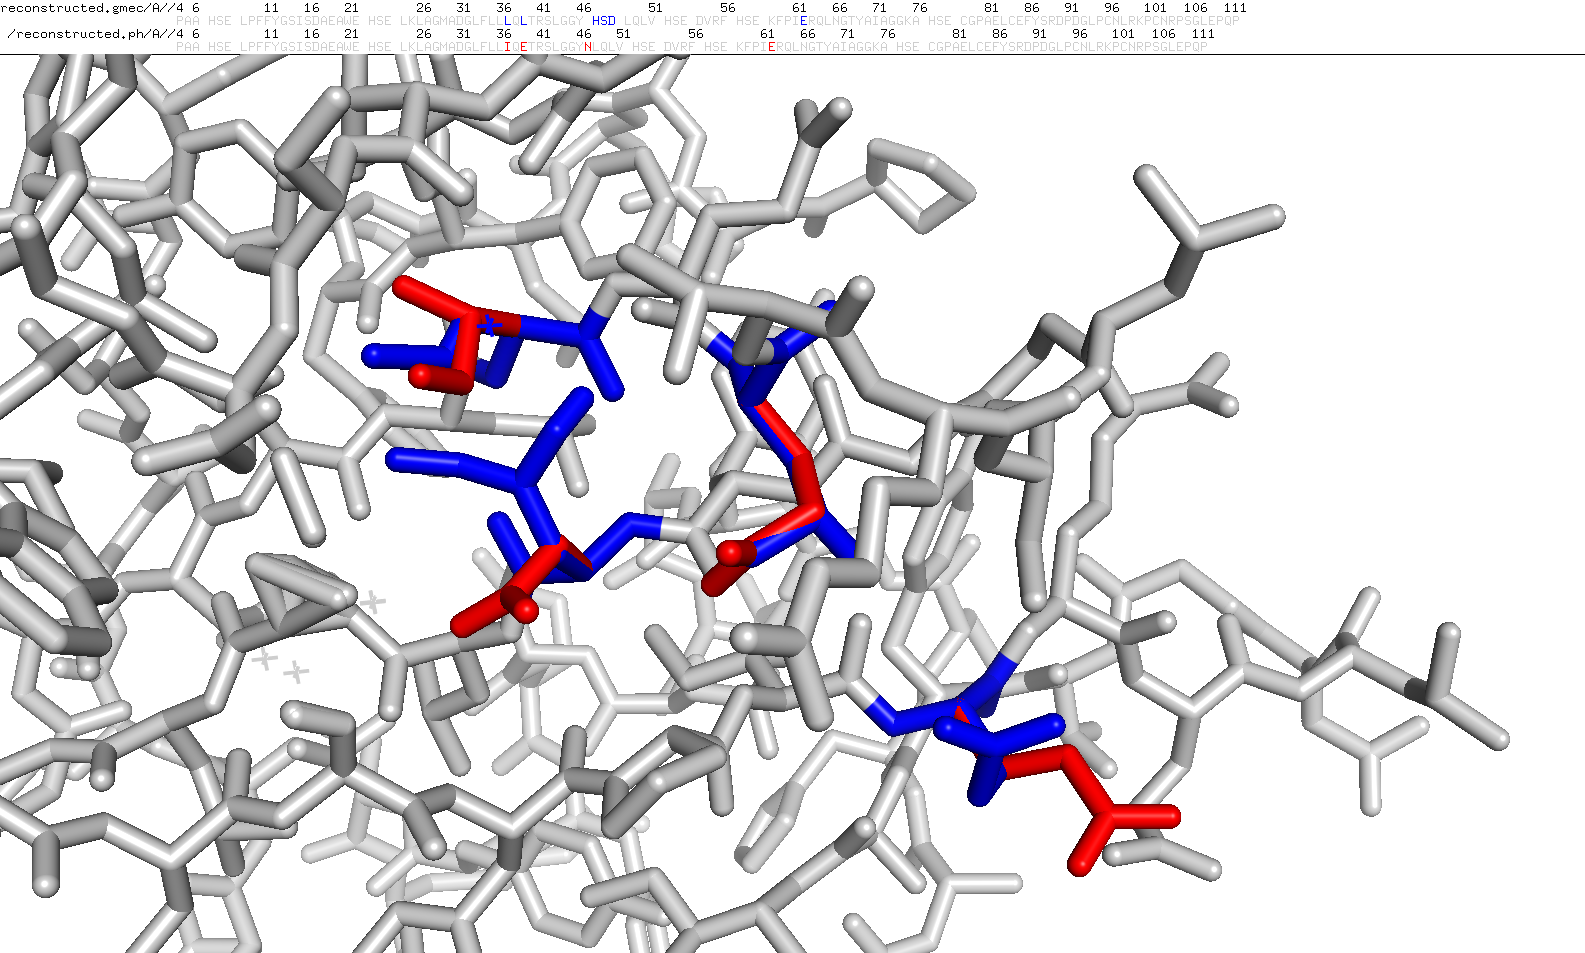 4 6 11 16 21 26 31 36 41 46 51 56 61 66 71 76 81 86 91 96 101 106 111
reconstructed.gmec/A// PAA HSE LPFFYGSISDAEAWE HSE LKLAGMADGLFLLLQLTRSLGGY HSD LQLV HSE DVRF HSE KFPIERQLNGTYAIAGGKA HSE CGPAELCEFYSRDPDGLPCNLRKPCNRPSGLEPQP
4 6 11 16 21 26 31 36 41 46 51 56 61 66 71 76 81 86 91 96 101 106 111
/reconstructed.ph/A// PAA HSE LPFFYGSISDAEAWE HSE LKLAGMADGLFLLIQETRSLGGYNLQLV HSE DVRF HSE KFPIERQLNGTYAIAGGKA HSE CGPAELCEFYSRDPDGLPCNLRKPCNRPSGLEPQP